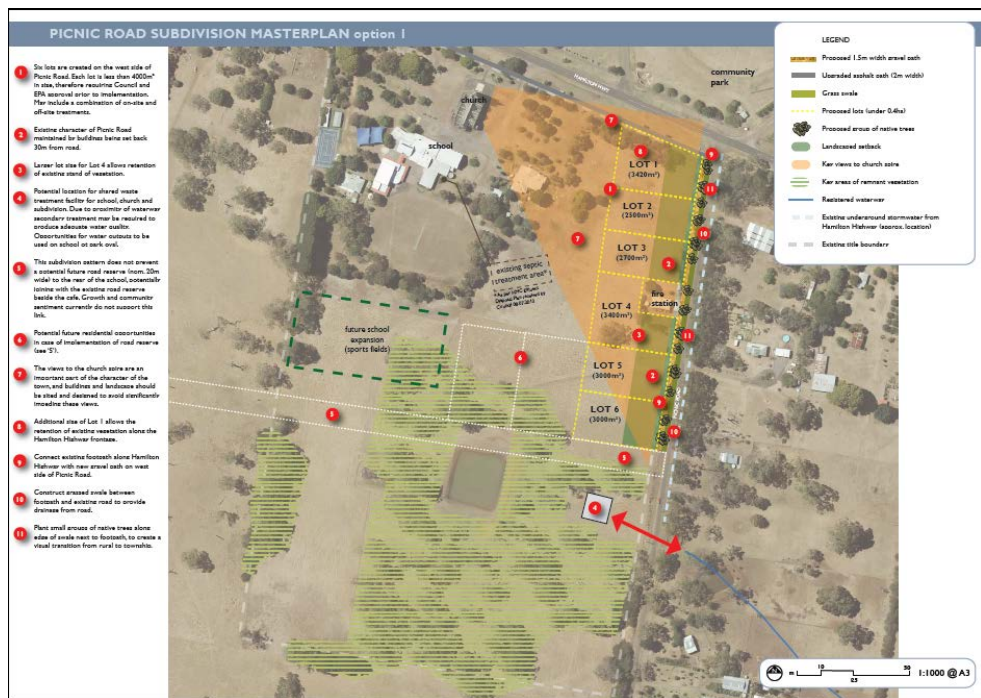 PICNIC ROAD SUBDIVISION MASTERPLAN option 1
1
Six lots are created on the west side of
Picnic Road. Each lot is less than 4000m²
in size, therefore requiring Council and
EPA approval prior to implementation.
May include a combination of on-site and
off-site treatments.
2
Existing character of Picnic Road
maintained by buildings being set back
30m from road.
3
Larger lot size for Lot 4 allows retention
of existing stand of vegetation.
4
Potential location for shared waste
treatment facility for school, church and
subdivision. Due to proximity of waterway
secondary treatment may be required to
produce adequate water quality.
Opportunities for water outputs to be
used on school or park oval.
5
This subdivision pattern does not prevent
a potential future road reserve (nom. 20m
wide) to the rear of the school, potentially
joining with the existing road reserve
beside the cafe. Growth and community
sentiment currently do not support this
link.
6
Potential future residential opportunities
in case of implementation of road reserve
(see '5').
7
The views to the church spire are an
important part of the character of the
town, and buildings and landscape should
be sited and designed to avoid significantly
impeding these views.
8
Additional size of Lot 1 allows the
retention of existing vegetation along the
Hamilton Highway frontage.
9
Connect existing footpath along Hamilton
Highway with new gravel path on west
side of Picnic Road.
10
Construct grassed swale between
footpath and existing road to provide
drainage from road.
11
Plant small groups of native trees along
edge of swale next to footpath, to create a
visual transition from rural to township.
HAMILTON HWY
community
park
church
school
LOT 1
(3420m²)
LOT 2
(2500m²)
LOT 3
(2700m²)
fire
station
LOT 4
(3400m²)
LOT 5
(3000m²)
LOT 6
(3000m²)
existing septic
treatment area*
future school
expansion
(sports fields)
LEGEND
Proposed 1.5m width gravel path
Upgraded asphalt path (2m width)
Grass swale
Proposed lots (under 0.4ha)
Proposed group of native trees
Landscaped setback
Key views to church spire
Key areas of remnant vegetation
Registered waterway
Existing underground stormwater from
Hamilton Highway (approx. location)
Existing title boundary
10
25
50
1:1000 @ A3